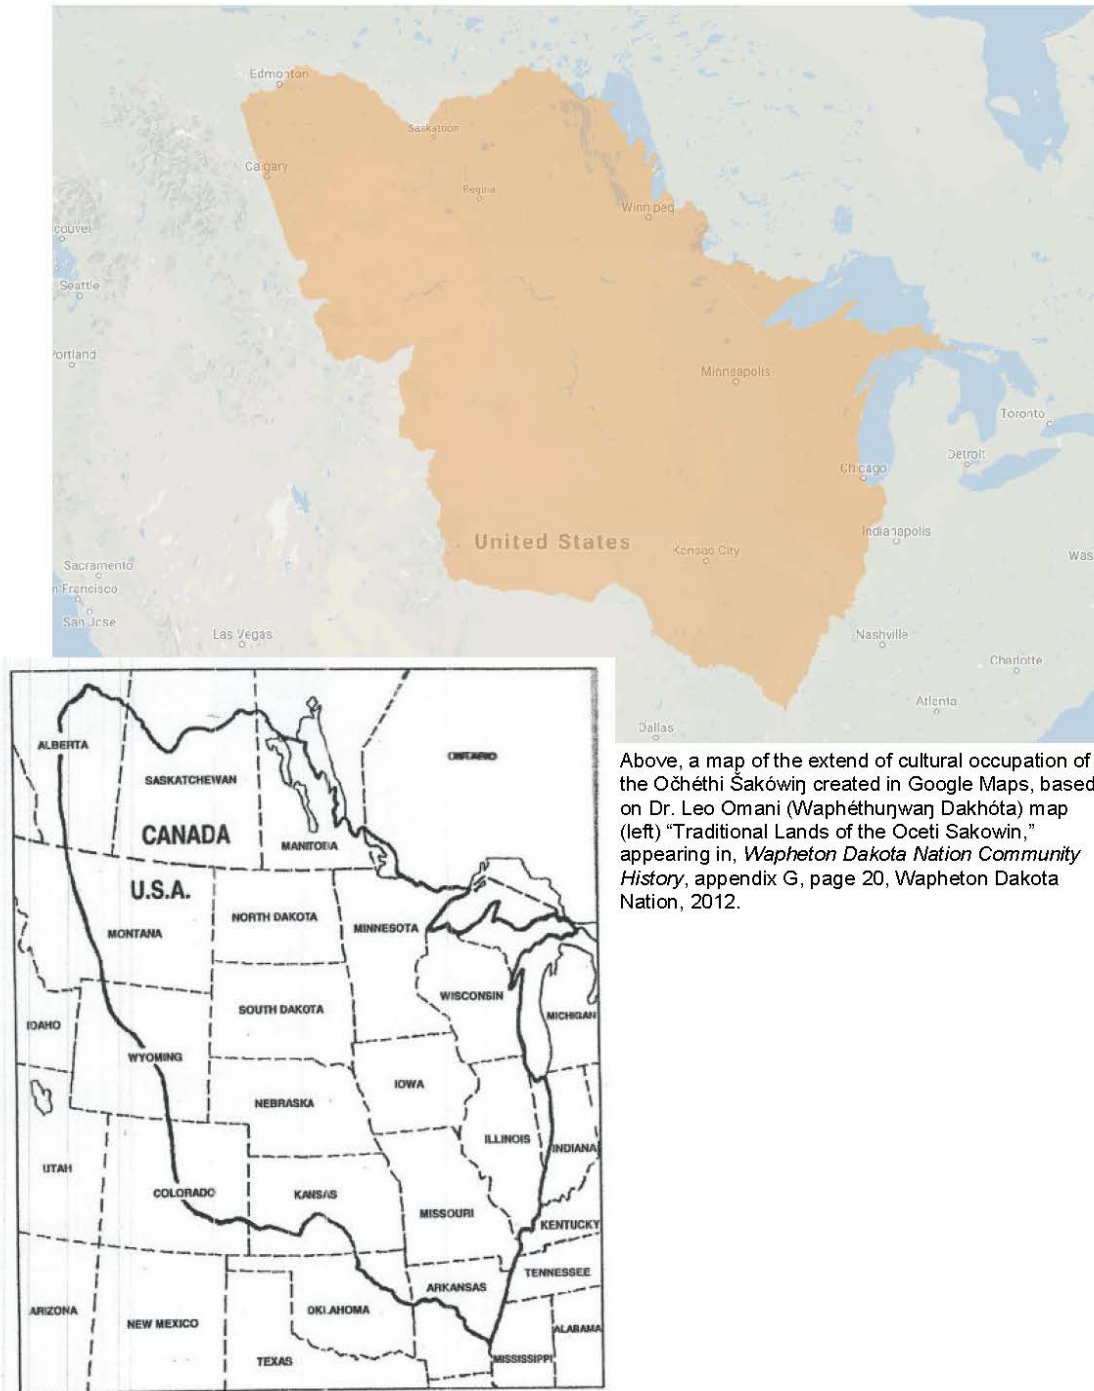 Edmonton
Saskatoon
Calgary
Regina
Winnipeg
couver
Seattle
Portland
Minneapolis
Toronto
Detroit
Chicago
Indianapolis
United States
Kansas City
Sacramento
n Francisco
San Jose
Las Vegas
Nashville
Charlotte
Atlanta
Dallas
Was
Above, a map of the extend of cultural occupation of
the Očhéthi Šakówiŋ created in Google Maps, based
on Dr. Leo Omani (Waphéthuŋwaŋ Dakhóta) map
(left) “Traditional Lands of the Oceti Sakowin,”
appearing in, Wapheton Dakota Nation Community
History, appendix G, page 20, Wapheton Dakota
Nation, 2012.
ALBERTA
SASKATCHEWAN
ONTARIO
CANADA
MANITOBA
U.S.A.
MONTANA
NORTH DAKOTA
MINNESOTA
SOUTH DAKOTA
WISCONSIN
MICHIGAN
IDAHO
WYOMING
IOWA
NEBRASKA
ILLINOIS
INDIANA
UTAH
COLORADO
KANSAS
MISSOURI
KENTUCKY
TENNESSEE
ARKANSAS
ARIZONA
NEW MEXICO
OKLAHOMA
ALABAMA
MISSISSIPPI
TEXAS